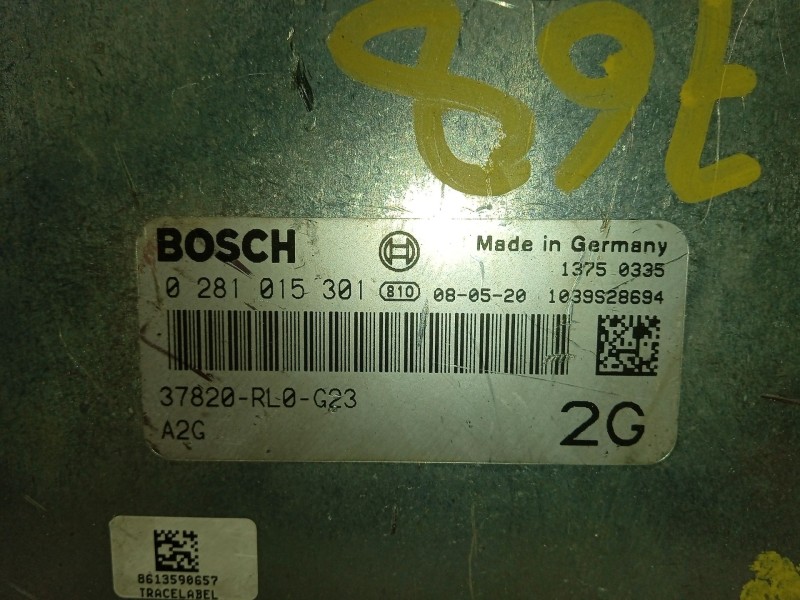 768
BOSCH
Made in Germany
1375 0335
0 281 015 301 810 08-05-20 1039S28694
37820-RL0-G23
A2G
2G
8613590657
TRACELABEL